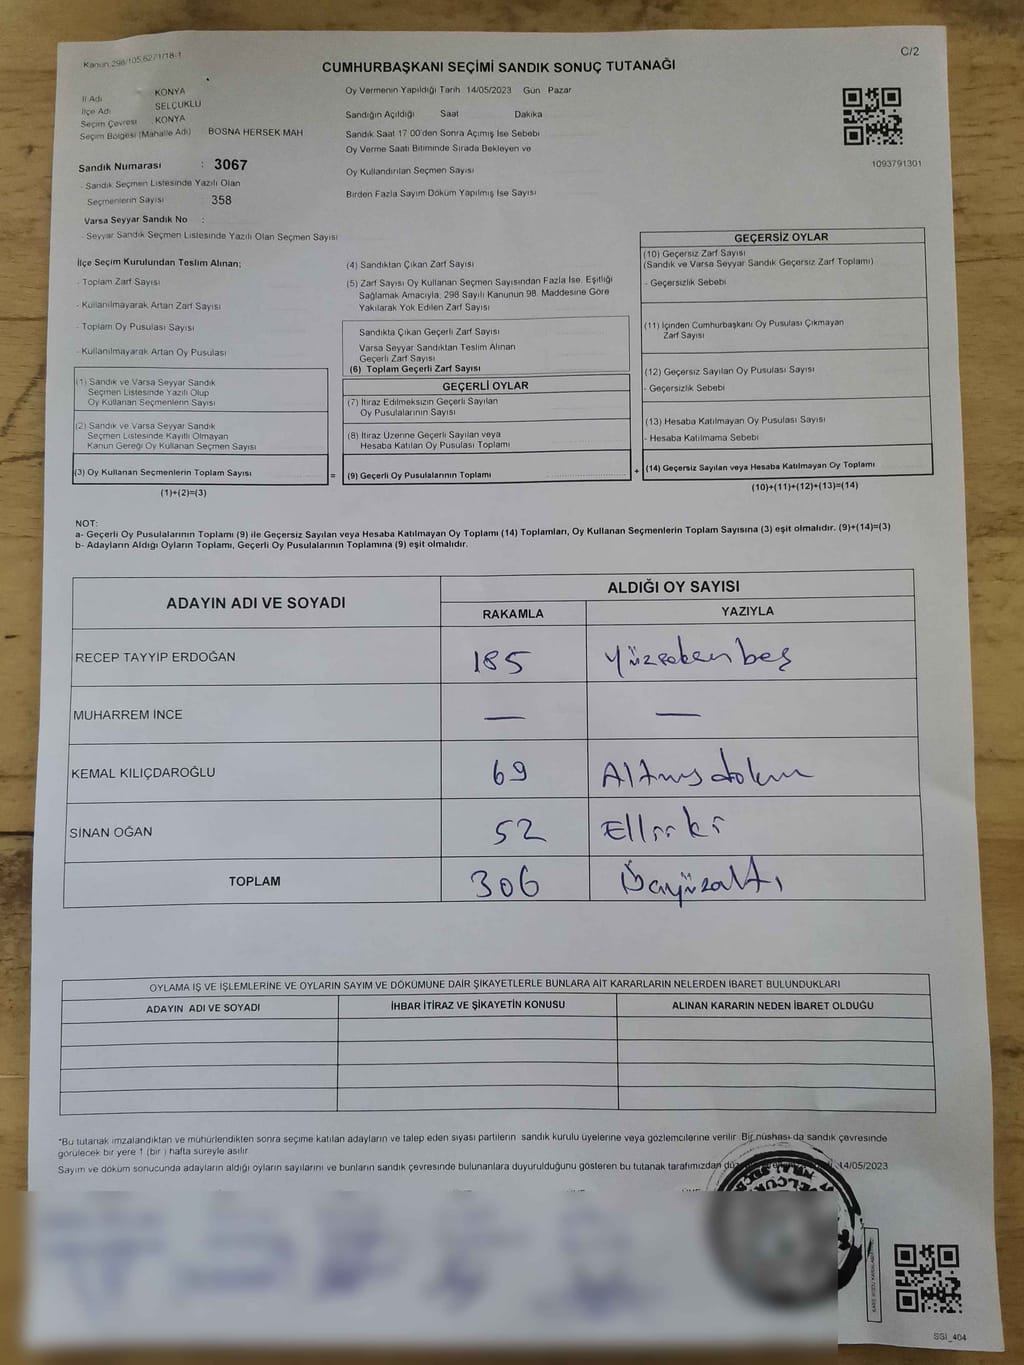 Kanun.298/105,6271/18-1
C/2
CUMHURBAŞKANI SEÇİMİ SANDIK SONUÇ TUTANAĞI
İl Adı KONYA
İlçe Adı SELÇUKLU
Seçim Çevresi KONYA
Seçim Bölgesi (Mahalle Adı) BOSNA HERSEK MAH
Sandık Numarası : 3067
- Sandık Seçmen Listesinde Yazılı Olan
Seçmenlerin Sayısı 358
Varsa Seyyar Sandık No :
- Seyyar Sandık Seçmen Listesinde Yazılı Olan Seçmen Sayısı
Oy Vermenin Yapıldığı Tarih 14/05/2023 Gün Pazar
Sandığın Açıldığı Saat Dakika
Sandık Saat 17 00'den Sonra Açımış İse Sebebi
Oy Verme Saati Bitiminde Sırada Bekleyen ve
Oy Kullandırılan Seçmen Sayısı
Birden Fazla Sayım Döküm Yapılmış İse Sayısı
1093791301
İlçe Seçim Kurulundan Teslim Alınan;
- Toplam Zarf Sayısı
- Kullanılmayarak Artan Zarf Sayısı
- Toplam Oy Pusulası Sayısı
- Kullanılmayarak Artan Oy Pusulası
(1) Sandık ve Varsa Seyyar Sandık
Seçmen Listesinde Yazılı Olup
Oy Kullanan Seçmenlerin Sayısı
(2) Sandık ve Varsa Seyyar Sandık
Seçmen Listesinde Kayıtlı Olmayan
Kanun Gereği Oy Kullanan Seçmen Sayısı
(3) Oy Kullanan Seçmenlerin Toplam Sayısı
=
(1)+(2)=(3)
(4) Sandıktan Çıkan Zarf Sayısı
(5) Zarf Sayısı Oy Kullanan Seçmen Sayısından Fazla İse, Eşitliği
Sağlamak Amacıyla, 298 Sayılı Kanunun 98. Maddesine Göre
Yakılarak Yok Edilen Zarf Sayısı
Sandıkta Çıkan Geçerli Zarf Sayısı
Varsa Seyyar Sandıktan Teslim Alınan
Geçerli Zarf Sayısı
(6) Toplam Geçerli Zarf Sayısı
GEÇERLİ OYLAR
(7) İtiraz Edilmeksizin Geçerli Sayılan
Oy Pusulalarının Sayısı
(8) İtiraz Üzerine Geçerli Sayılan veya
Hesaba Katılan Oy Pusulası Toplamı
(9) Geçerli Oy Pusulalarının Toplamı
+
GEÇERSİZ OYLAR
(10) Geçersiz Zarf Sayısı
(Sandık ve Varsa Seyyar Sandık Geçersiz Zarf Toplamı)
- Geçersizlik Sebebi
(11) İçinden Cumhurbaşkanı Oy Pusulası Çıkmayan
Zarf Sayısı
(12) Geçersiz Sayılan Oy Pusulası Sayısı
- Geçersizlik Sebebi
(13) Hesaba Katılmayan Oy Pusulası Sayısı
- Hesaba Katılmama Sebebi
(14) Geçersiz Sayılan veya Hesaba Katılmayan Oy Toplamı
(10)+(11)+(12)+(13)=(14)
NOT:
a- Geçerli Oy Pusulalarının Toplamı (9) ile Geçersiz Sayılan veya Hesaba Katılmayan Oy Toplamı (14) Toplamları, Oy Kullanan Seçmenlerin Toplam Sayısına (3) eşit olmalıdır. (9)+(14)=(3)
b- Adayların Aldığı Oyların Toplamı, Geçerli Oy Pusulalarının Toplamına (9) eşit olmalıdır.
ADAYIN ADI VE SOYADI ALDIĞI OY SAYISI
RAKAMLA YAZIYLA
RECEP TAYYİP ERDOĞAN 185 Yüzseksenbeş
MUHARREM İNCE — —
KEMAL KILIÇDAROĞLU 69 Altmışdokuz
SİNAN OĞAN 52 Elliiki
TOPLAM 306 Üçyüzaltı
OYLAMA İŞ VE İŞLEMLERİNE VE OYLARIN SAYIM VE DÖKÜMÜNE DAİR ŞİKAYETLERLE BUNLARA AİT KARARLARIN NELERDEN İBARET BULUNDUKLARI
ADAYIN ADI VE SOYADI İHBAR İTİRAZ VE ŞİKAYETİN KONUSU ALINAN KARARIN NEDEN İBARET OLDUĞU
*Bu tutanak imzalandıktan ve mühürlendikten sonra seçime katılan adayların ve talep eden siyasi partilerin sandık kurulu üyelerine veya gözlemcilerine verilir. Bir nüshası da sandık çevresinde
görülecek bir yere 1 (bir) hafta süreyle asılır.
Sayım ve döküm sonucunda adayların aldığı oyların sayılarını ve bunların sandık çevresinde bulunanlara duyurulduğunu gösteren bu tutanak tarafımızdan 14/05/2023
SSI_404